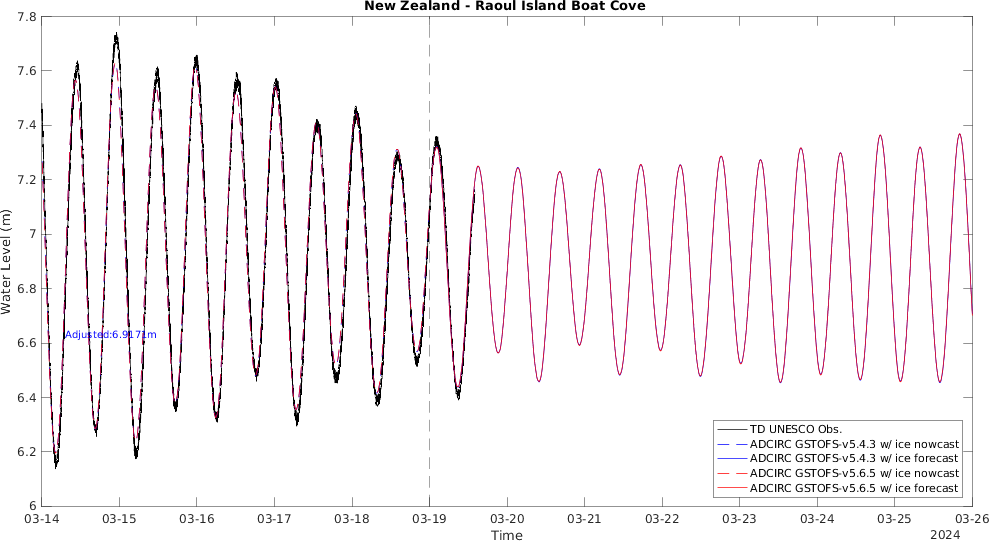 New Zealand - Raoul Island Boat Cove
7.8
7.6
7.4
7.2
7
6.8
6.6
6.4
6.2
6
Water Level (m)
Adjusted:6.9171m
TD UNESCO Obs.
ADCIRC GSTOFS-v5.4.3 w/ ice nowcast
ADCIRC GSTOFS-v5.4.3 w/ ice forecast
ADCIRC GSTOFS-v5.6.5 w/ ice nowcast
ADCIRC GSTOFS-v5.6.5 w/ ice forecast
03-14 03-15 03-16 03-17 03-18 03-19 03-20 03-21 03-22 03-23 03-24 03-25 03-26
Time
2024